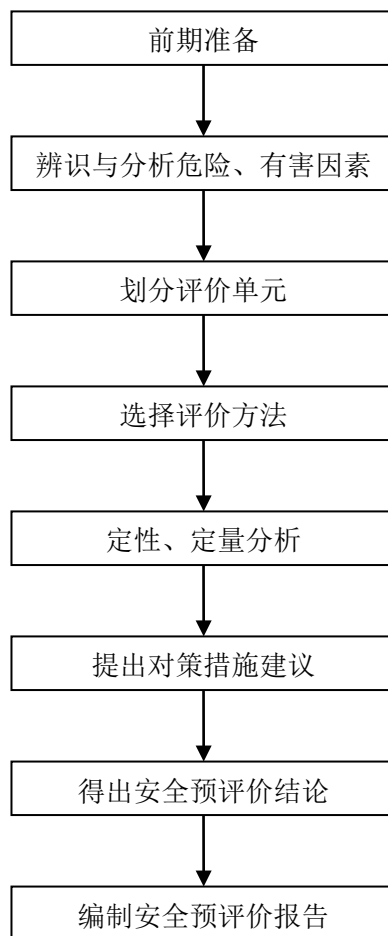 前期准备
辨识与分析危险、有害因素
划分评价单元
选择评价方法
定性、定量分析
提出对策措施建议
得出安全预评价结论
编制安全预评价报告